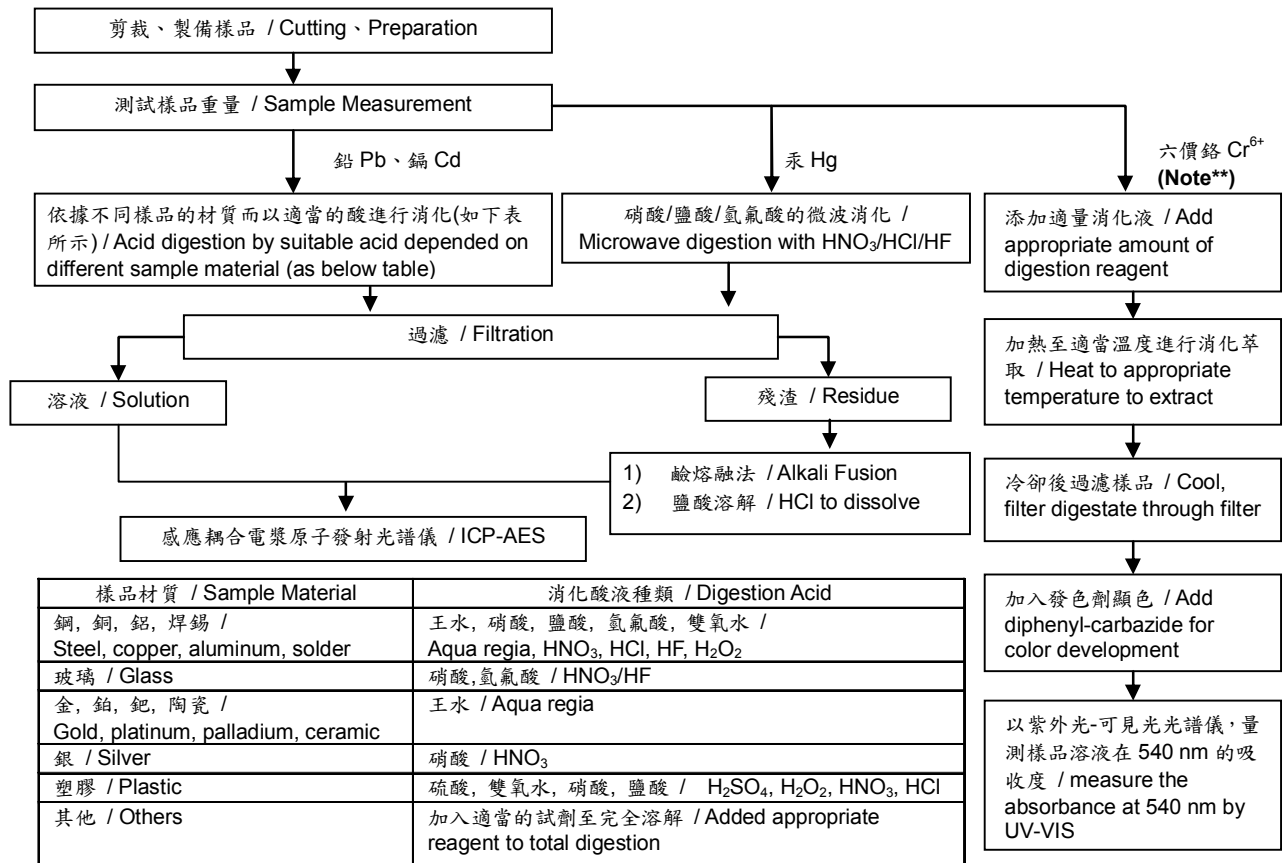 剪裁、製備樣品 / Cutting、Preparation
測試樣品重量 / Sample Measurement
鉛 Pb、鎘 Cd
汞 Hg
六價鉻 Cr⁶⁺
(Note**)
依據不同樣品的材質而以適當的酸進行消化(如下表
所示) / Acid digestion by suitable acid depended on
different sample material (as below table)
硝酸/鹽酸/氫氟酸的微波消化 /
Microwave digestion with HNO₃/HCl/HF
添加適量消化液 / Add
appropriate amount of
digestion reagent
過濾 / Filtration
加熱至適當溫度進行消化萃
取 / Heat to appropriate
temperature to extract
溶液 / Solution
殘渣 / Residue
1) 鹼熔融法 / Alkali Fusion
2) 鹽酸溶解 / HCl to dissolve
冷卻後過濾樣品 / Cool,
filter digestate through filter
感應耦合電漿原子發射光譜儀 / ICP-AES
加入發色劑顯色 / Add
diphenyl-carbazide for
color development
以紫外光-可見光光譜儀，量
測樣品溶液在 540 nm 的吸
收度 / measure the
absorbance at 540 nm by
UV-VIS
樣品材質 / Sample Material 消化酸液種類 / Digestion Acid
鋼, 銅, 鋁, 焊錫 / 王水, 硝酸, 鹽酸, 氫氟酸, 雙氧水 /
Steel, copper, aluminum, solder Aqua regia, HNO₃, HCl, HF, H₂O₂
玻璃 / Glass 硝酸,氫氟酸 / HNO₃/HF
金, 鉑, 鈀, 陶瓷 / 王水 / Aqua regia
Gold, platinum, palladium, ceramic
銀 / Silver 硝酸 / HNO₃
塑膠 / Plastic 硫酸, 雙氧水, 硝酸, 鹽酸 / H₂SO₄, H₂O₂, HNO₃, HCl
其他 / Others 加入適當的試劑至完全溶解 / Added appropriate
reagent to total digestion